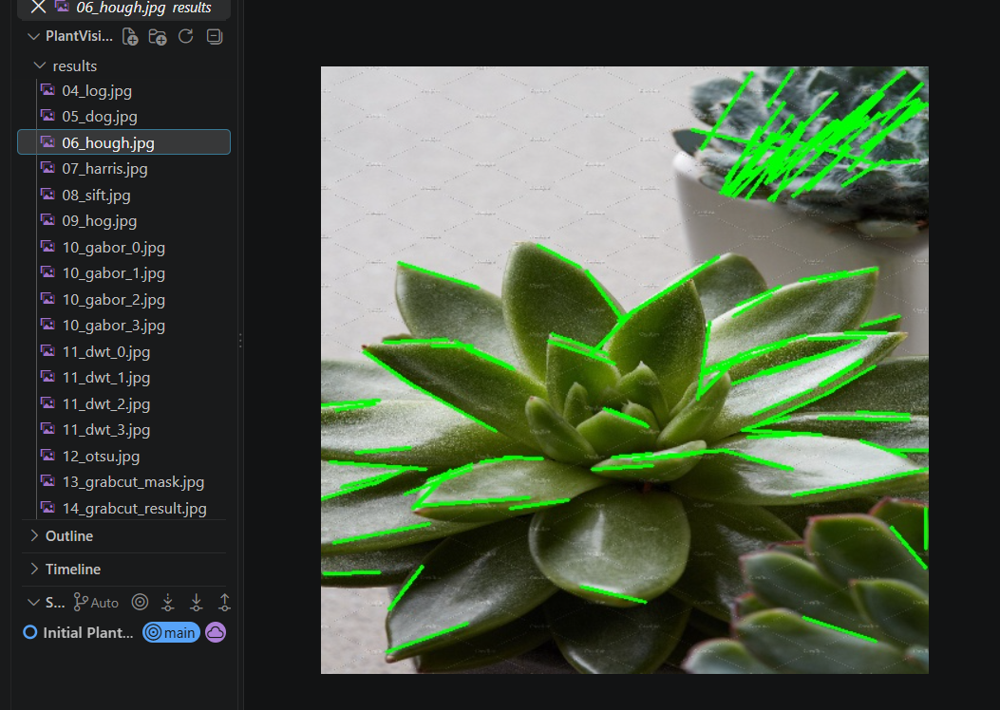 06_hough.jpg results
PlantVisi...
results
04_log.jpg
05_dog.jpg
06_hough.jpg
07_harris.jpg
08_sift.jpg
09_hog.jpg
10_gabor_0.jpg
10_gabor_1.jpg
10_gabor_2.jpg
10_gabor_3.jpg
11_dwt_0.jpg
11_dwt_1.jpg
11_dwt_2.jpg
11_dwt_3.jpg
12_otsu.jpg
13_grabcut_mask.jpg
14_grabcut_result.jpg
Outline
Timeline
S... Auto
Initial Plant... main